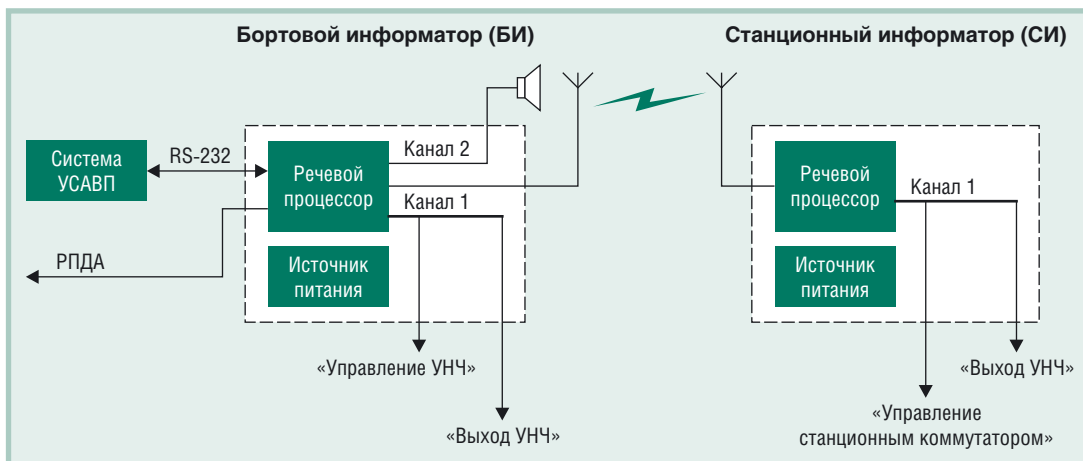 Бортовой информатор (БИ)
Станционный информатор (СИ)
Система
УСАВП
RS-232
Речевой
процессор
Канал 2
Канал 1
РПДА
Источник
питания
«Управление УНЧ»
«Выход УНЧ»
Речевой
процессор
Канал 1
Источник
питания
«Выход УНЧ»
«Управление
станционным коммутатором»